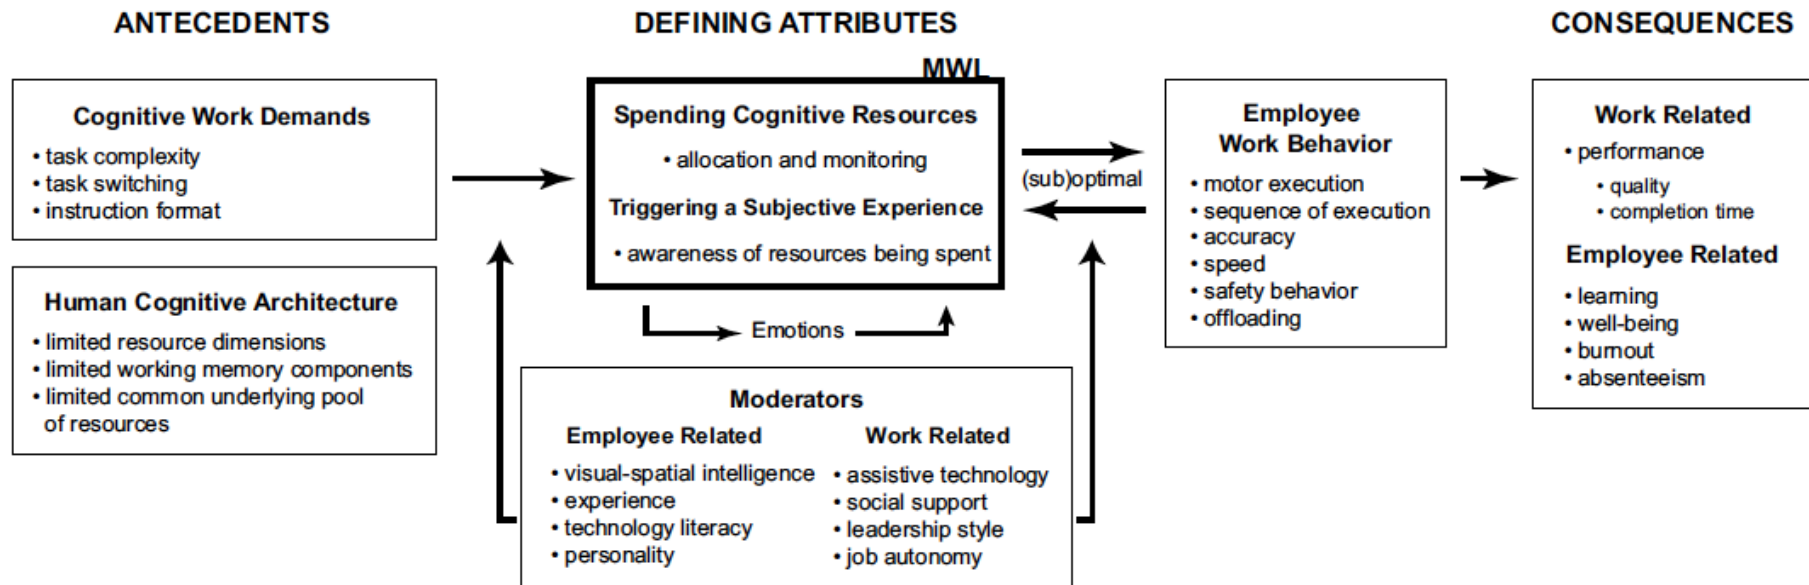 ANTECEDENTS
DEFINING ATTRIBUTES
CONSEQUENCES
MWL
Cognitive Work Demands
• task complexity
• task switching
• instruction format
Human Cognitive Architecture
• limited resource dimensions
• limited working memory components
• limited common underlying pool
of resources
Spending Cognitive Resources
• allocation and monitoring
Triggering a Subjective Experience
• awareness of resources being spent
Emotions
(sub)optimal
Moderators
Employee Related
• visual-spatial intelligence
• experience
• technology literacy
• personality
Work Related
• assistive technology
• social support
• leadership style
• job autonomy
Employee
Work Behavior
• motor execution
• sequence of execution
• accuracy
• speed
• safety behavior
• offloading
Work Related
• performance
• quality
• completion time
Employee Related
• learning
• well-being
• burnout
• absenteeism